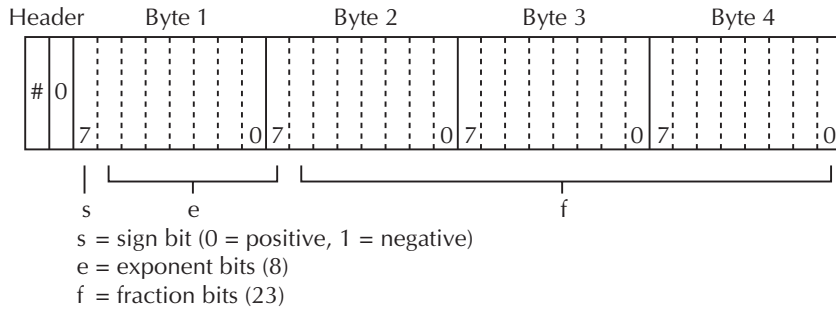 Header Byte 1 Byte 2 Byte 3 Byte 4
# 0
7 0 7 0 7 0 7 0
s e f
s = sign bit (0 = positive, 1 = negative)
e = exponent bits (8)
f = fraction bits (23)